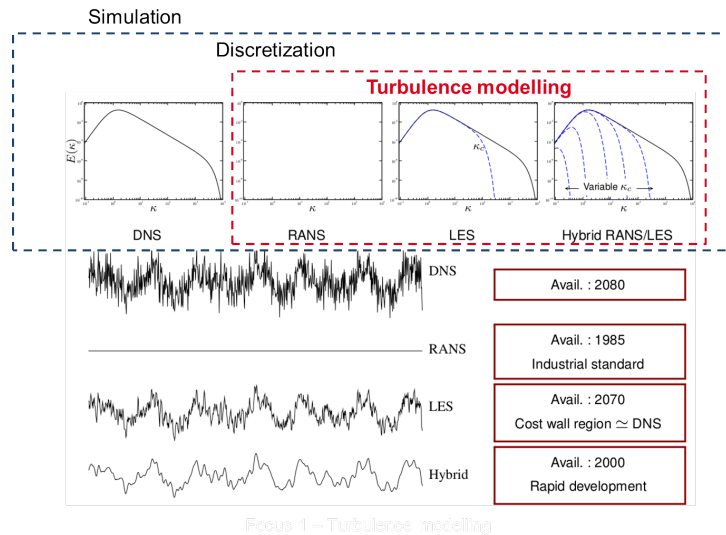 Simulation
Discretization
Turbulence modelling
E(κ)
κ
κ
κc
κ
Variable κc
κ
DNS
RANS
LES
Hybrid RANS/LES
DNS
Avail. : 2080
RANS
Avail. : 1985
Industrial standard
LES
Avail. : 2070
Cost wall region ≃ DNS
Hybrid
Avail. : 2000
Rapid development
Focus 1 – Turbulence modelling